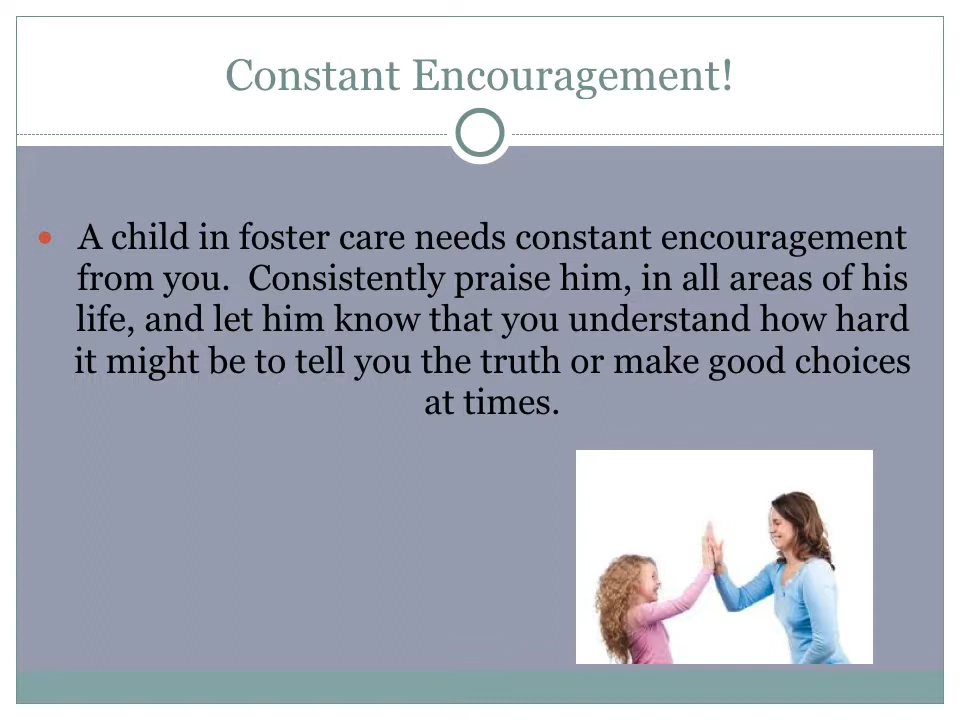 Constant Encouragement!
A child in foster care needs constant encouragement
from you.  Consistently praise him, in all areas of his
life, and let him know that you understand how hard
it might be to tell you the truth or make good choices
at times.